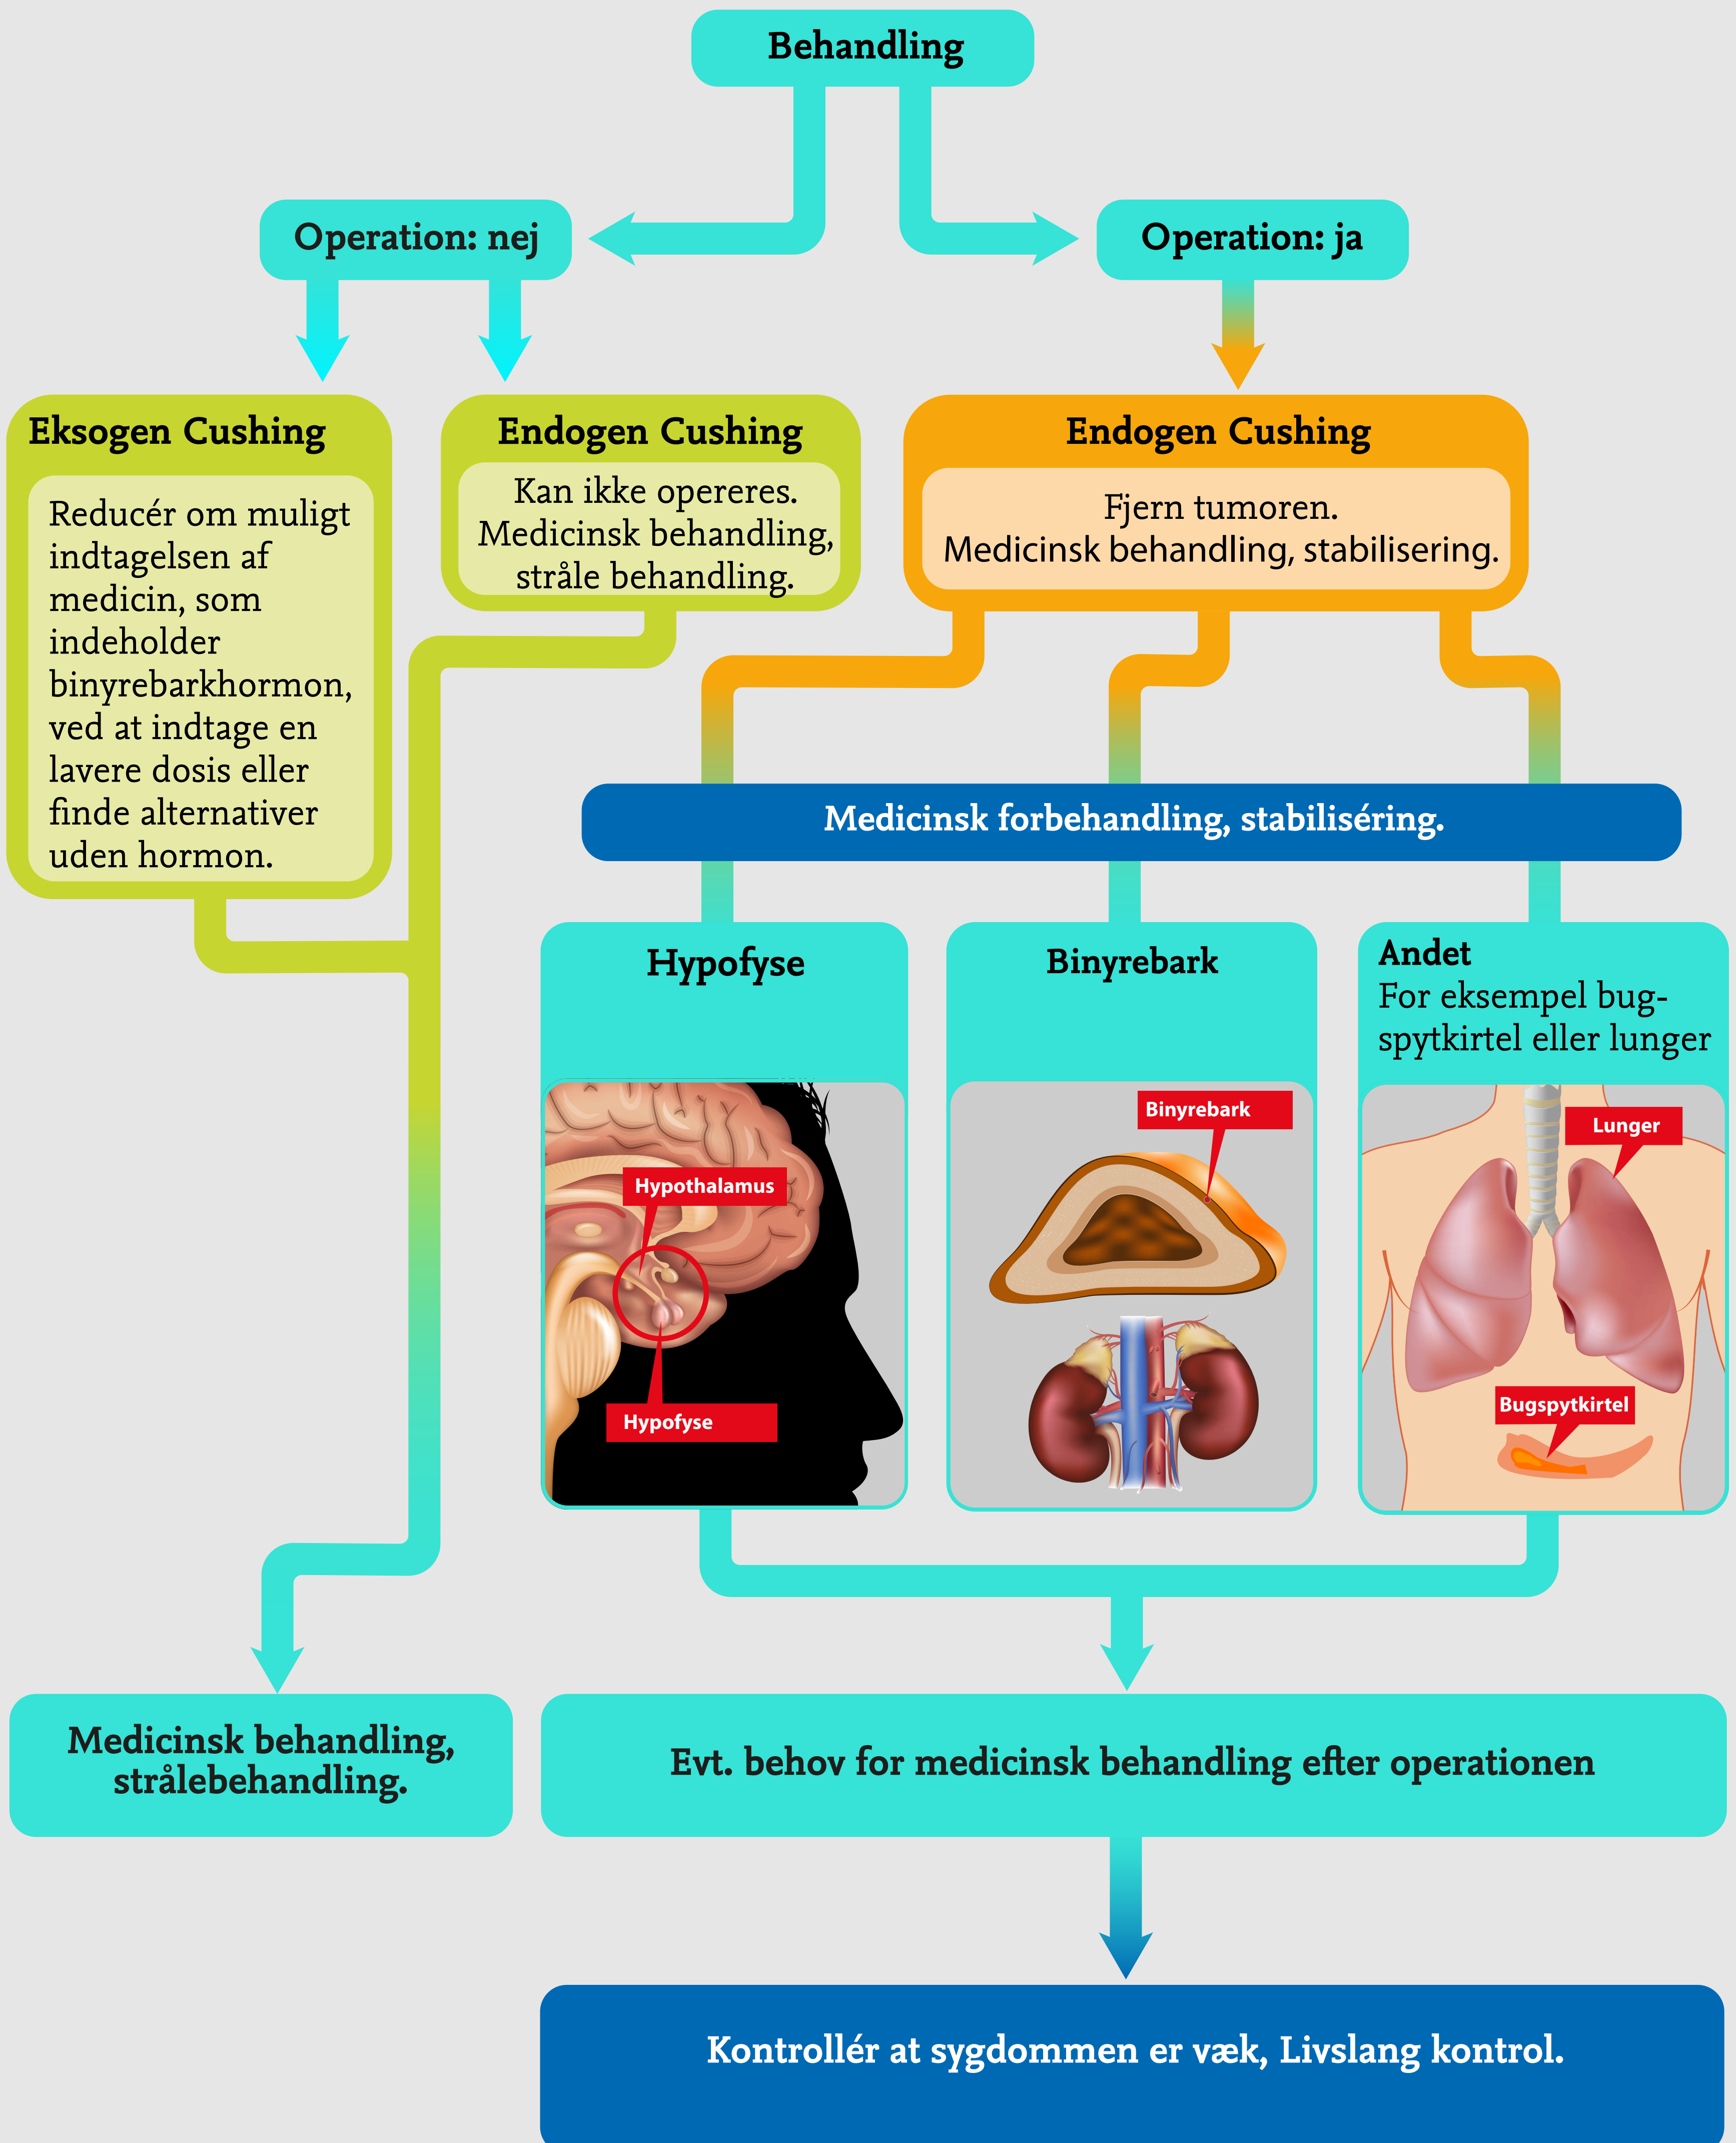 Behandling
Operation: nej
Operation: ja
Eksogen Cushing
Reducér om muligt
indtagelsen af
medicin, som
indeholder
binyrebarkhormon,
ved at indtage en
lavere dosis eller
finde alternativer
uden hormon.
Endogen Cushing
Kan ikke opereres.
Medicinsk behandling,
stråle behandling.
Endogen Cushing
Fjern tumoren.
Medicinsk behandling, stabilisering.
Medicinsk forbehandling, stabiliséring.
Hypofyse
Hypothalamus
Hypofyse
Binyrebark
Binyrebark
Andet
For eksempel bug-
spytkirtel eller lunger
Lunger
Bugspytkirtel
Medicinsk behandling,
strålebehandling.
Evt. behov for medicinsk behandling efter operationen
Kontrollér at sygdommen er væk, Livslang kontrol.